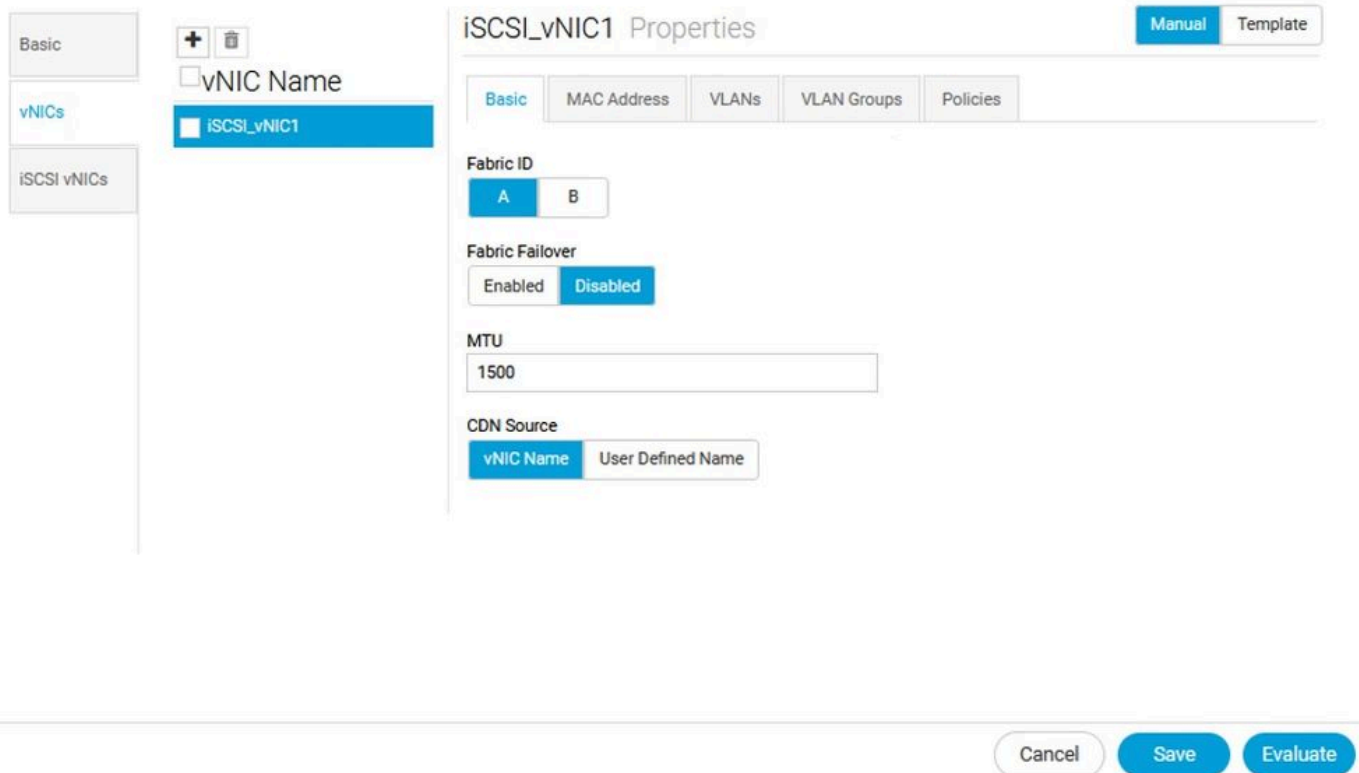 Basic
vNICs
iSCSI vNICs
vNIC Name
iSCSI_vNIC1
iSCSI_vNIC1 Properties
Manual Template
Basic MAC Address VLANs VLAN Groups Policies
Fabric ID
A B
Fabric Failover
Enabled Disabled
MTU
1500
CDN Source
vNIC Name User Defined Name
Cancel Save Evaluate